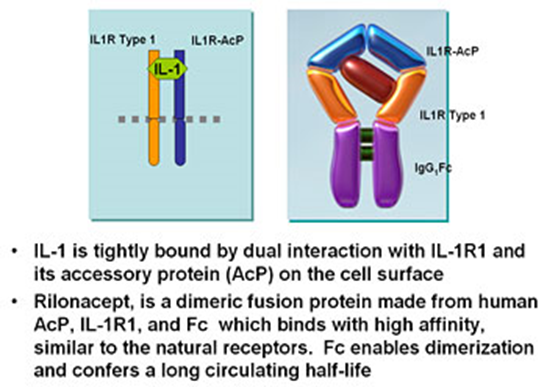 IL1R Type 1
IL1R-AcP
IL-1
IL1R-AcP
IL1R Type 1
IgG₁Fc
• IL-1 is tightly bound by dual interaction with IL-1R1 and
its accessory protein (AcP) on the cell surface
• Rilonacept, is a dimeric fusion protein made from human
AcP, IL-1R1, and Fc which binds with high affinity,
similar to the natural receptors. Fc enables dimerization
and confers a long circulating half-life